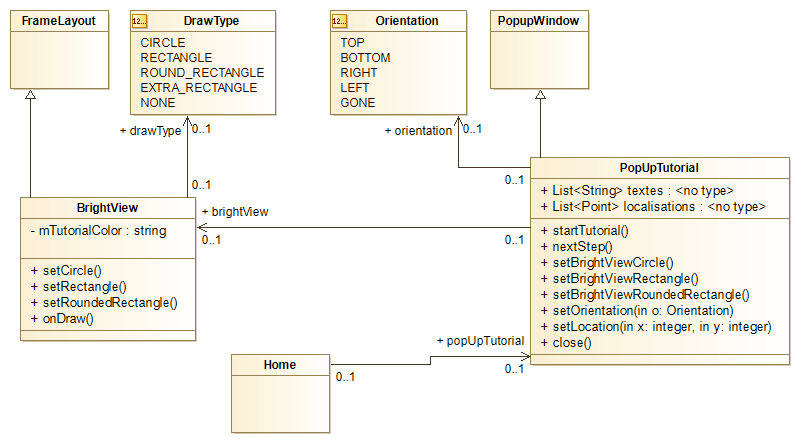 FrameLayout
DrawType
CIRCLE
RECTANGLE
ROUND_RECTANGLE
EXTRA_RECTANGLE
NONE
Orientation
TOP
BOTTOM
RIGHT
LEFT
GONE
PopupWindow
+ drawType
0..1
0..1
+ orientation
0..1
0..1
BrightView
- mTutorialColor : string
+ setCircle()
+ setRectangle()
+ setRoundedRectangle()
+ onDraw()
+ brightView
0..1
0..1
PopUpTutorial
+ List<String> textes : <no type>
+ List<Point> localisations : <no type>
+ startTutorial()
+ nextStep()
+ setBrightViewCircle()
+ setBrightViewRectangle()
+ setBrightViewRoundedRectangle()
+ setOrientation(in o: Orientation)
+ setLocation(in x: integer, in y: integer)
+ close()
Home
+ popUpTutorial
0..1
0..1